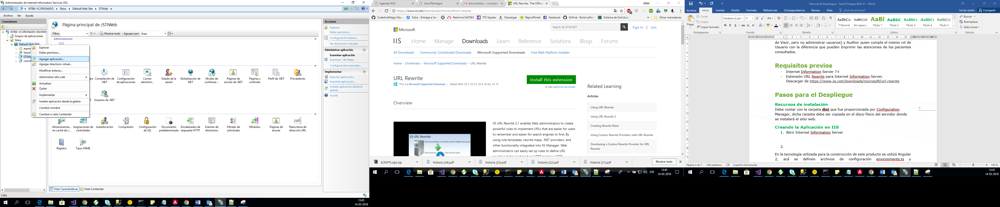 Administrador de Internet Information Services (IIS)
NTBK-VCORONADO
Sitios
Default Web Site
STIWeb
Archivo
Ver
Ayuda
Conexiones
NTBK-VCORONADO (RAYENS
Grupos de aplicaciones
Sitios
Default Web Site
aspne
SaludT
STIWe
visord
Explorar
Editar permisos...
Agregar aplicación...
Agregar directorio virtual...
Modificar enlaces...
Administrar sitio web
Actualizar
Quitar
Implementar
Instalar aplicación desde la galería
Cambiar nombre
Cambiar a vista Contenido
Página principal de /STIWeb
Filtro:
Ir
Mostrar todo
Agrupar por:
Área
Administración
Compilación de .NET
Configuración de aplicaciones
Correo electróni...
Estado de la sesión
Globalización de .NET
Niveles de confianza ...
Páginas de errores de .NET
Páginas y controles
Perfil de .NET
Proveedores
Usuarios de .NET
Almacenamie... en caché de r...
Asignaciones de controlador
Autenticación
Compresión
Configuración de SSL
Documento predeterminado
Encabezados de respuesta HTTP
Examen de directorios
Filtrado de solicitudes
Módulos
Páginas de errores
Reescritura de dirección URL
Registro
Tipos MIME
Vista Características
Vista Contenido
Listo
Acciones
Explorar
Editar permisos...
Configuración básica...
Ver directorios virtuales
Administrar aplicación
Examinar aplicación
Examinar *:80 (http)
Configuración avanzada...
Implementar
Exportar aplicación...
Importar aplicación...
Instalar aplicación desde la
galería
Ayuda
13:45
14-03-2018
Agenda MAS
SaludTeIntegra
documentos - vcoronado
URL Rewrite : The Officia
https://www.iis.net/downloads/microsoft/url-rewrite
CodeAndMagic/Gaug
Sidra - Entrega a Serv
Redmine SAYDEX
TFS Saydex
Descargas
ReportPortal
Facebook
GitHub - Build softwa
Sistema de Solicitude
»
Otros marcadores
Microsoft
Search all of IIS.NET
Sign In | Join
IIS Home Manage Downloads Learn Reference Solutions Blogs Forums
All Downloads Community Contributed Downloads Microsoft Supported Downloads Free Web Platform Installer
Home › Downloads › Microsoft Supported Downloads › URL Rewrite
URL Rewrite
This is a Microsoft Supported Download | Works With: IIS 7, IIS 7.5, IIS 8, IIS 8.5, IIS 10
Install this extension
or view additional downloads
Overview
IIS URL Rewriter
IIS URL Rewrite 2.1 enables Web administrators to create
powerful rules to implement URLs that are easier for users
to remember and easier for search engines to find. By
using rule templates, rewrite maps, .NET providers, and
other functionality integrated into IIS Manager, Web
administrators can easily set up rules to define URL
Related Learning
Articles
Using URL Rewrite
Using URL Rewrite 2
Creating Rewrite Rules
Using Custom Rewrite Providers with URL Rewrite
Developing a Custom Rewrite Provider for URL
Rewrite
SCRIPTS.zips.zip
historia (24).pdf
historia (23).pdf
historia (22).pdf
historia (21).pdf
Mostrar todo
ESP
13:45
14-03-2018
Manual de Despliegue - SaludTIntegra Web V1 - Word
Archivo
Inicio
Insertar
Diseño
Formato
Referencias
Correspondencia
Revisar
Vista
¿Qué desea hacer?
Iniciar sesión
Compartir
Pegar
Cortar
Copiar
Copiar formato
Portapapeles
Verdana (Cuer
11
N K S abc
Fuente
Párrafo
AaBbCcI
¶ Normal
AaBbCcD
Sin espaci...
AaBl
Título 1
AaBbC
Título 2
AaBbCc
Título 3
AaBbCc
Título 4
AaBbCc
Título 5
Estilos
Buscar
Reemplazar
Seleccionar
Edición
de Visor, pero no administrar usuarios) y Auditor quien cumple el mismo rol de
Usuario con la diferencia que pueden Imprimir las atenciones de los pacientes
consultados.
Requisitos previos
- Internet Information Server 7+
- Extensión URL Rewrite para Internet Information Server.
Descargar de https://www.iis.net/downloads/microsoft/url-rewrite
Pasos para el Despliegue
Recursos de instalación
Debe contar con la carpeta dist que fue proporcionada por Configuration
Manager, dicha carpeta debe ser copiada en el disco físico del servidor donde
se instalará el sitio web.
4
Creando la Aplicación en IIS
1. Abrir Internet Information Server
2.
En la tecnología utilizada para la construcción de este producto se utilizó Angular
2, acá se definen archivos de configuración environments.ts y
Página 4 de 7
546 palabras
Español (Venezuela)
100 %
13:45
14-03-2018